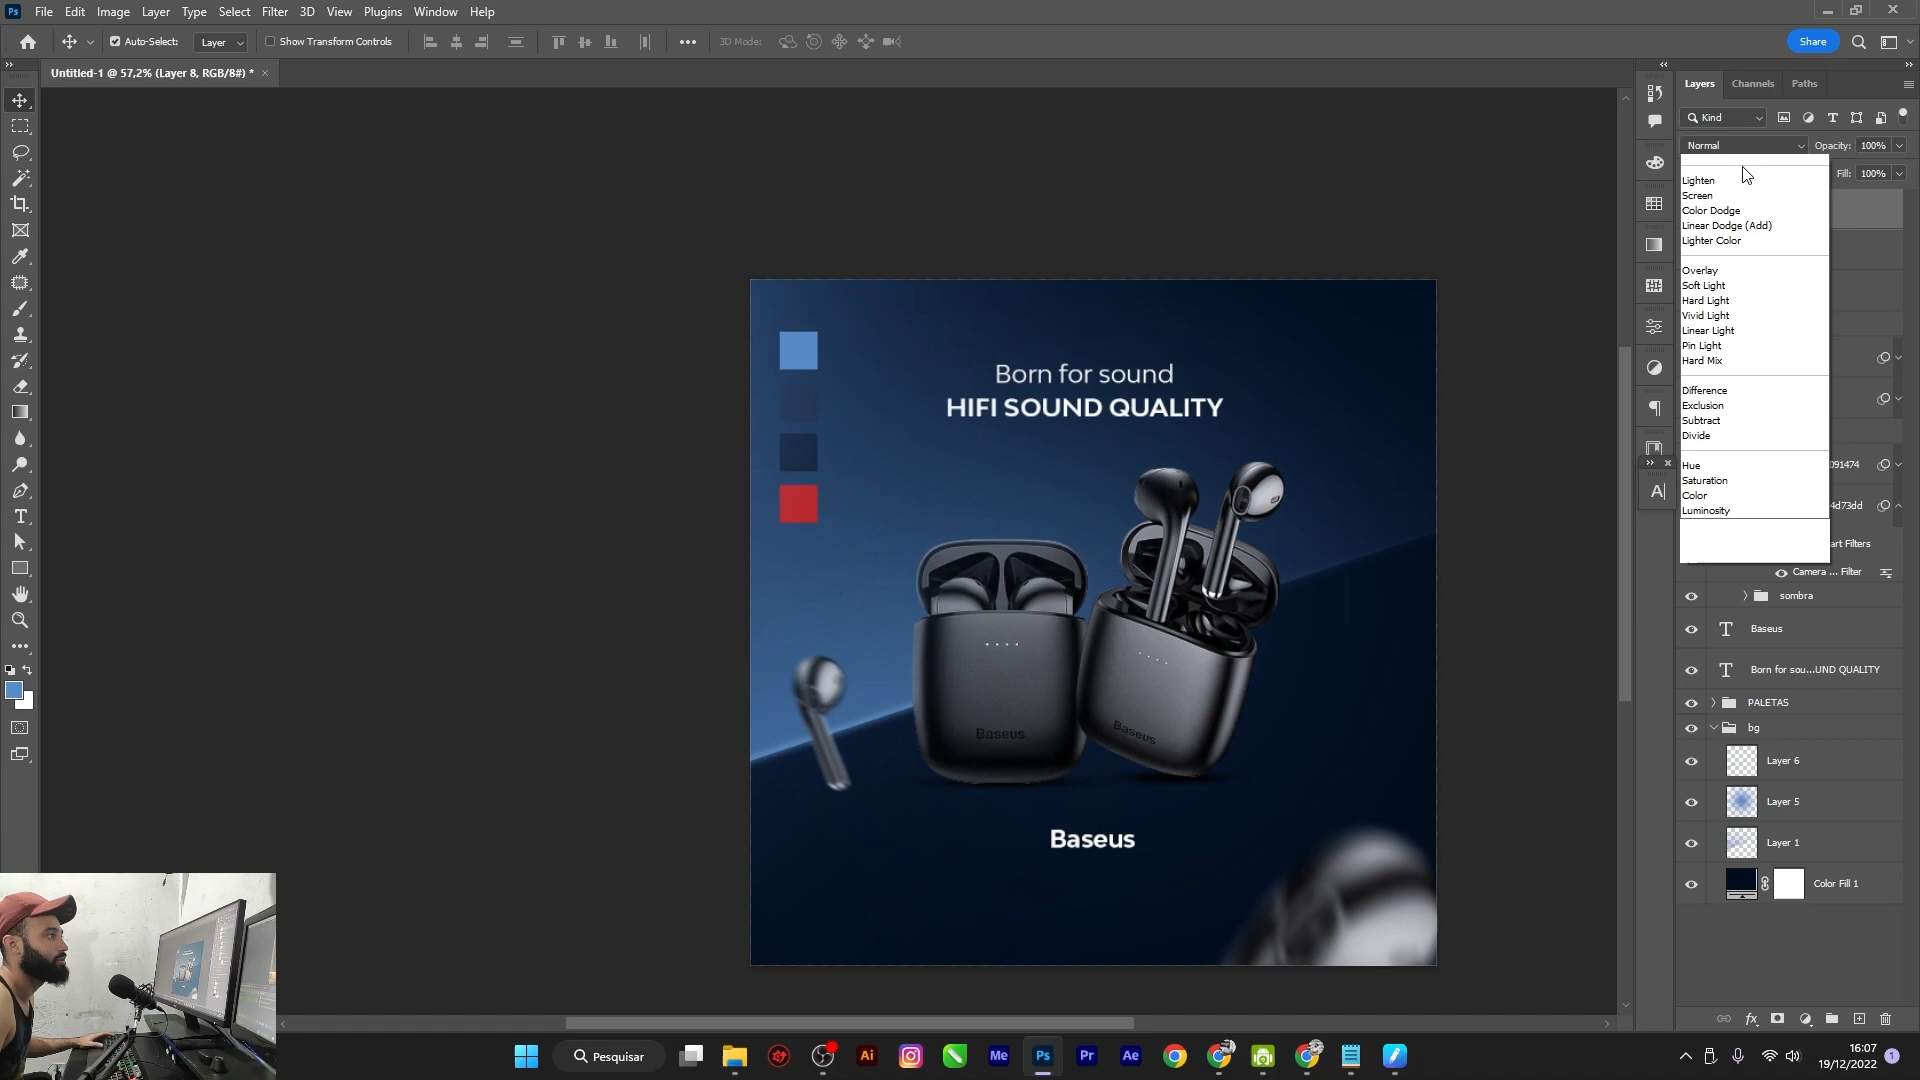 Ps File Edit Image Layer Type Select Filter 3D View Plugins Window Help
Auto-Select: Layer Show Transform Controls 3D Mode: Share
Untitled-1 @ 57,2% (Layer 8, RGB/8#) *
Layers Channels Paths
Kind
Normal Opacity: 100%
Fill: 100%
Lighten
Screen
Color Dodge
Linear Dodge (Add)
Lighter Color
Overlay
Soft Light
Hard Light
Vivid Light
Linear Light
Pin Light
Hard Mix
Difference
Exclusion
Subtract
Divide
Hue
Saturation
Color
Luminosity
091474
4d73dd
art Filters
Camera ... Filter
sombra
Baseus
Born for sou...UND QUALITY
PALETAS
bg
Layer 6
Layer 5
Layer 1
Color Fill 1
Born for sound
HIFI SOUND QUALITY
Baseus
Baseus
Baseus
Pesquisar
Ai
Me
Ps
Pr
Ae
16:07
19/12/2022
1